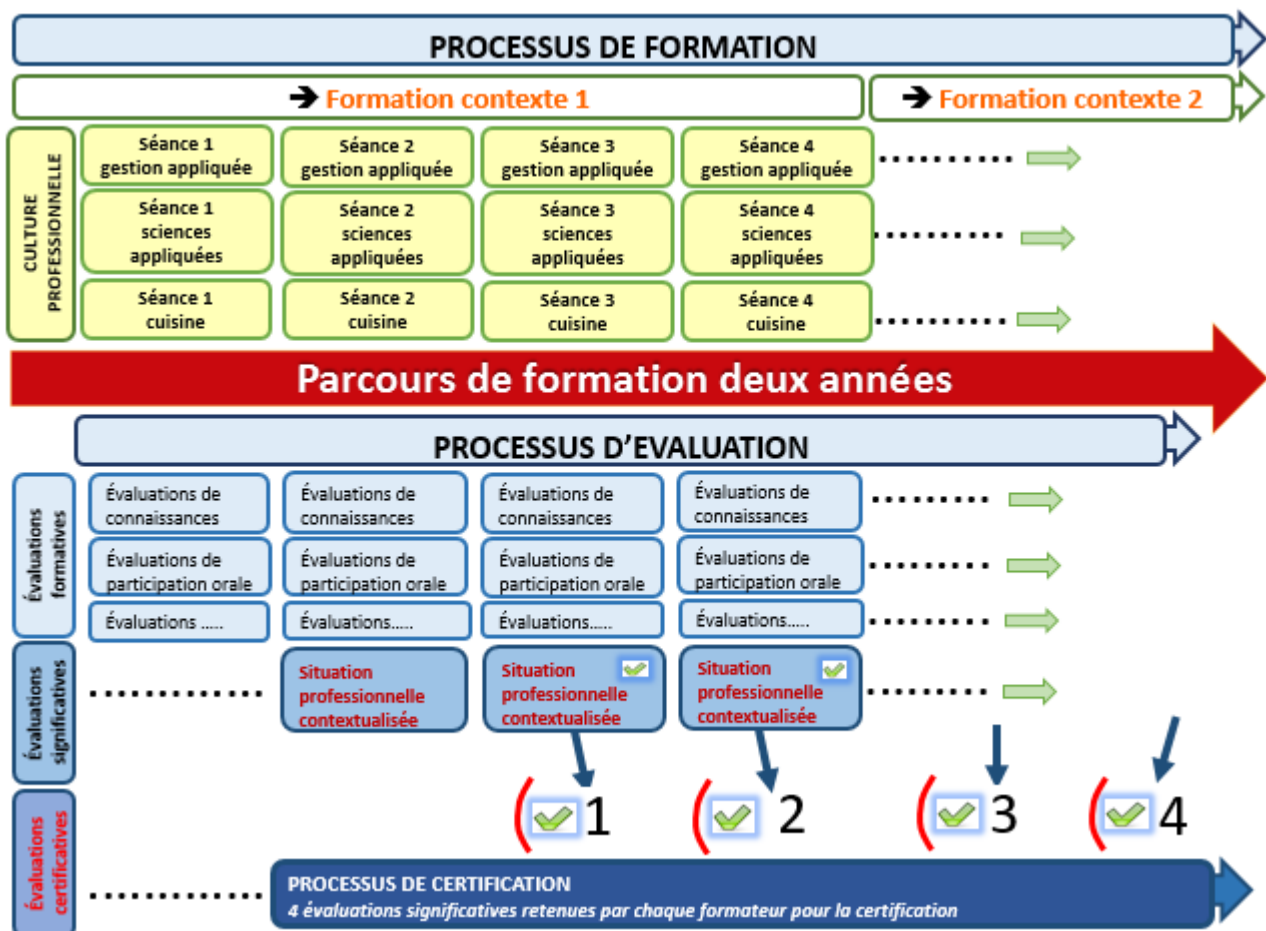 PROCESSUS DE FORMATION
➔ Formation contexte 1
➔ Formation contexte 2
CULTURE
PROFESSIONNELLE
Séance 1
gestion appliquée
Séance 2
gestion appliquée
Séance 3
gestion appliquée
Séance 4
gestion appliquée
..........
Séance 1
sciences
appliquées
Séance 2
sciences
appliquées
Séance 3
sciences
appliquées
Séance 4
sciences
appliquées
..........
Séance 1
cuisine
Séance 2
cuisine
Séance 3
cuisine
Séance 4
cuisine
..........
Parcours de formation deux années
PROCESSUS D'EVALUATION
Évaluations
formatives
Évaluations de
connaissances
Évaluations de
connaissances
Évaluations de
connaissances
Évaluations de
connaissances
.........
Évaluations de
participation orale
Évaluations de
participation orale
Évaluations de
participation orale
Évaluations de
participation orale
.........
Évaluations .....
Évaluations.....
Évaluations.....
Évaluations.....
.........
Évaluations
significatives
.............
Situation
professionnelle
contextualisée
Situation
professionnelle
contextualisée
Situation
professionnelle
contextualisée
.........
( 1
( 2
( 3
( 4
Évaluations
certificatives
.............
PROCESSUS DE CERTIFICATION
4 évaluations significatives retenues par chaque formateur pour la certification